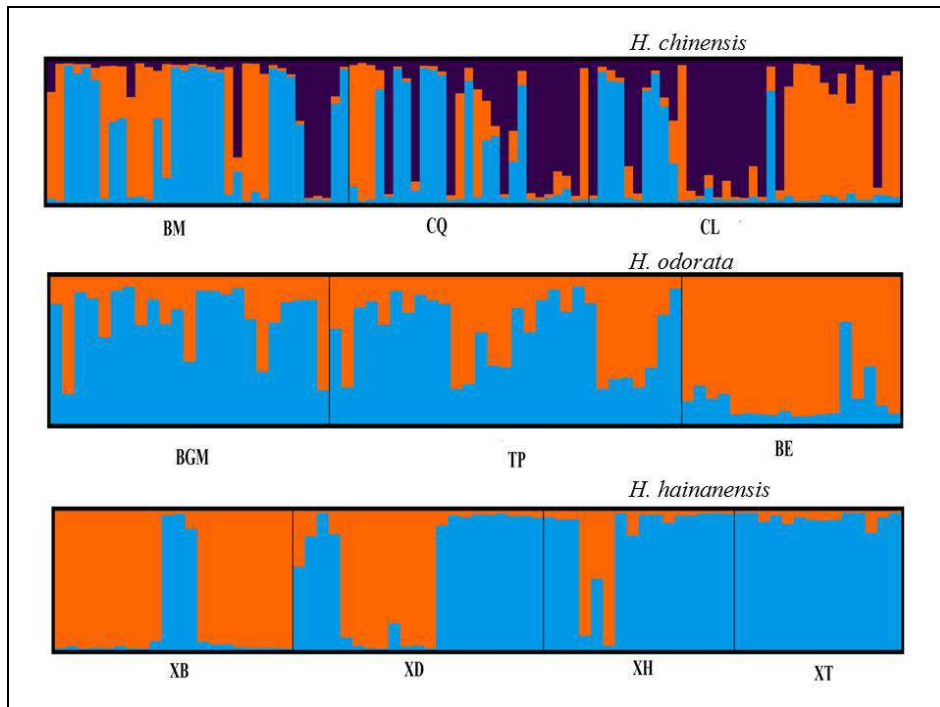 H. chinensis
BM CQ CL
H. odorata
BGM TP BE
H. hainanensis
XB XD XH XT